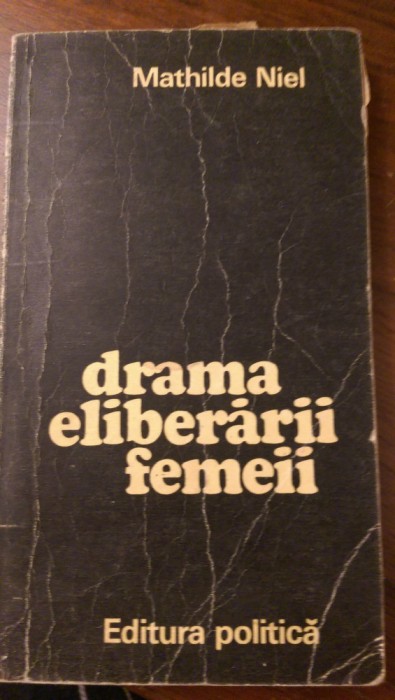 Mathilde Niel
drama
eliberării
femeii
Editura politică